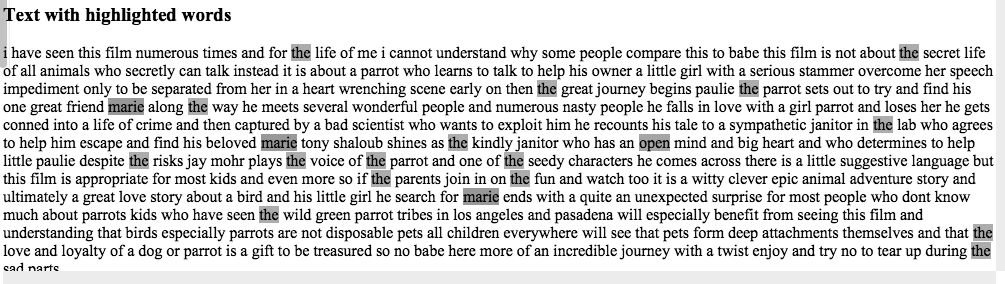 Text with highlighted words
i have seen this film numerous times and for the life of me i cannot understand why some people compare this to babe this film is not about the secret life
of all animals who secretly can talk instead it is about a parrot who learns to talk to help his owner a little girl with a serious stammer overcome her speech
impediment only to be separated from her in a heart wrenching scene early on then the great journey begins paulie the parrot sets out to try and find his
one great friend marie along the way he meets several wonderful people and numerous nasty people he falls in love with a girl parrot and loses her he gets
conned into a life of crime and then captured by a bad scientist who wants to exploit him he recounts his tale to a sympathetic janitor in the lab who agrees
to help him escape and find his beloved marie tony shaloub shines as the kindly janitor who has an open mind and big heart and who determines to help
little paulie despite the risks jay mohr plays the voice of the parrot and one of the seedy characters he comes across there is a little suggestive language but
this film is appropriate for most kids and even more so if the parents join in on the fun and watch too it is a witty clever epic animal adventure story and
ultimately a great love story about a bird and his little girl he search for marie ends with a quite an unexpected surprise for most people who dont know
much about parrots kids who have seen the wild green parrot tribes in los angeles and pasadena will especially benefit from seeing this film and
understanding that birds especially parrots are not disposable pets all children everywhere will see that pets form deep attachments themselves and that the
love and loyalty of a dog or parrot is a gift to be treasured so no babe here more of an incredible journey with a twist enjoy and try no to tear up during the
sad parts